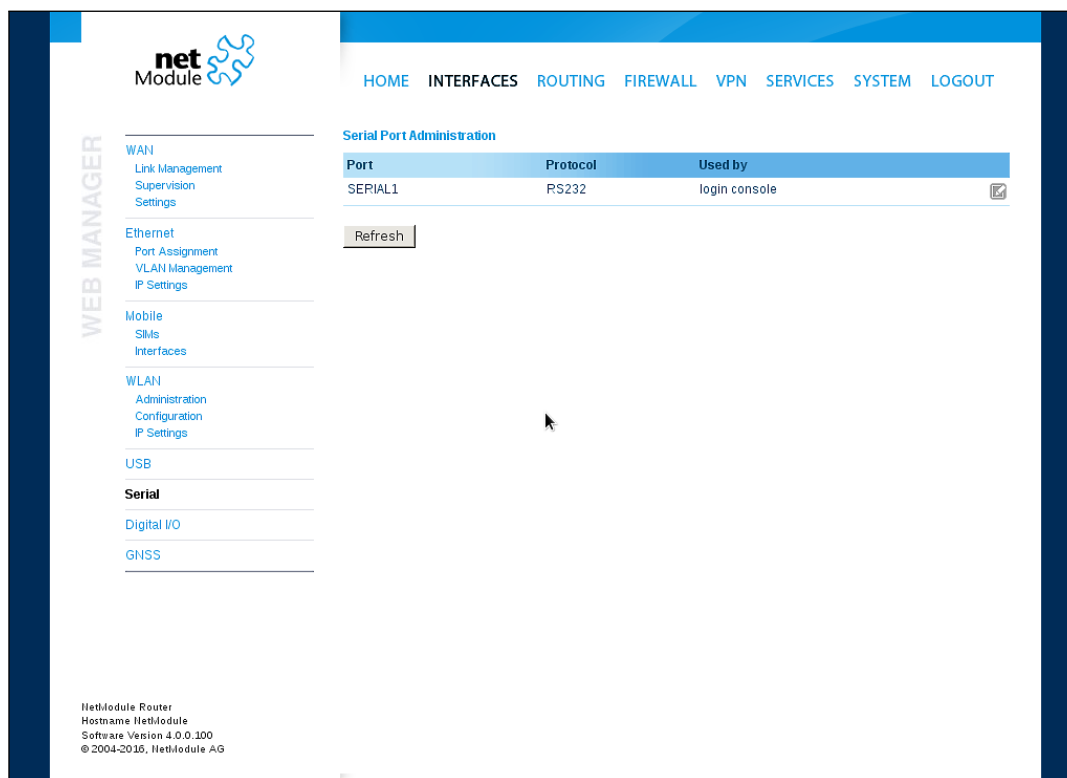 net
Module
HOME INTERFACES ROUTING FIREWALL VPN SERVICES SYSTEM LOGOUT
WEB MANAGER
WAN
Link Management
Supervision
Settings
Ethernet
Port Assignment
VLAN Management
IP Settings
Mobile
SIMs
Interfaces
WLAN
Administration
Configuration
IP Settings
USB
Serial
Digital I/O
GNSS
Serial Port Administration
Port Protocol Used by
SERIAL1 RS232 login console
Refresh
NetModule Router
Hostname NetModule
Software Version 4.0.0.100
© 2004-2016, NetModule AG